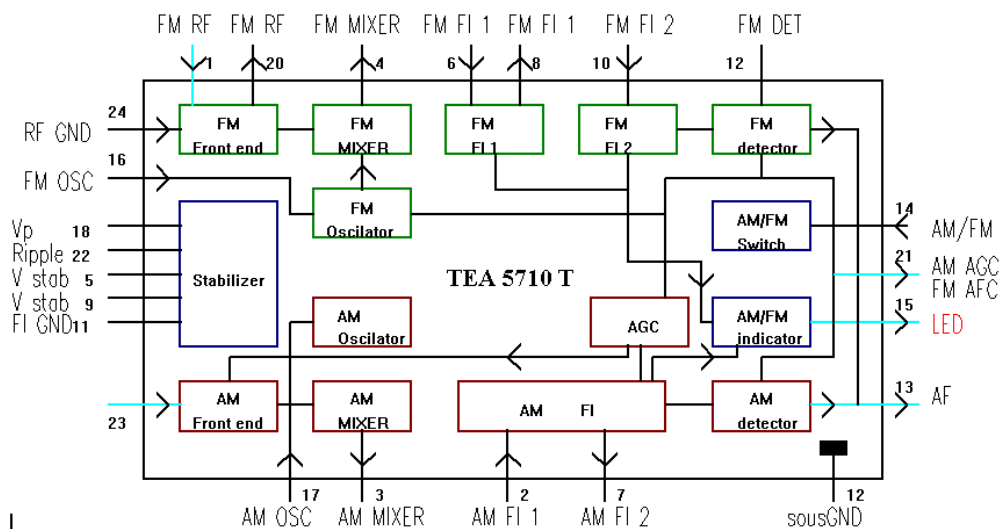 FM RF FM RF FM MIXER FM FI 1 FM FI 1 FM FI 2 FM DET
1 20 4 6 8 10 12
24
RF GND
FM
Front end
FM
MIXER
FM
FI 1
FM
FI 2
FM
detector
16
FM OSC
FM
Oscilator
AM/FM
Switch
14
AM/FM
Vp 18
Ripple 22
V stab 5
V stab 9
FI GND 11
Stabilizer
TEA 5710 T
21
AM AGC
FM AFC
AM
Oscilator
AGC
AM/FM
indicator
15
LED
23
AM
Front end
AM
MIXER
AM FI
AM
detector
13
AF
17 3 2 7 12
AM OSC AM MIXER AM FI 1 AM FI 2 sousGND